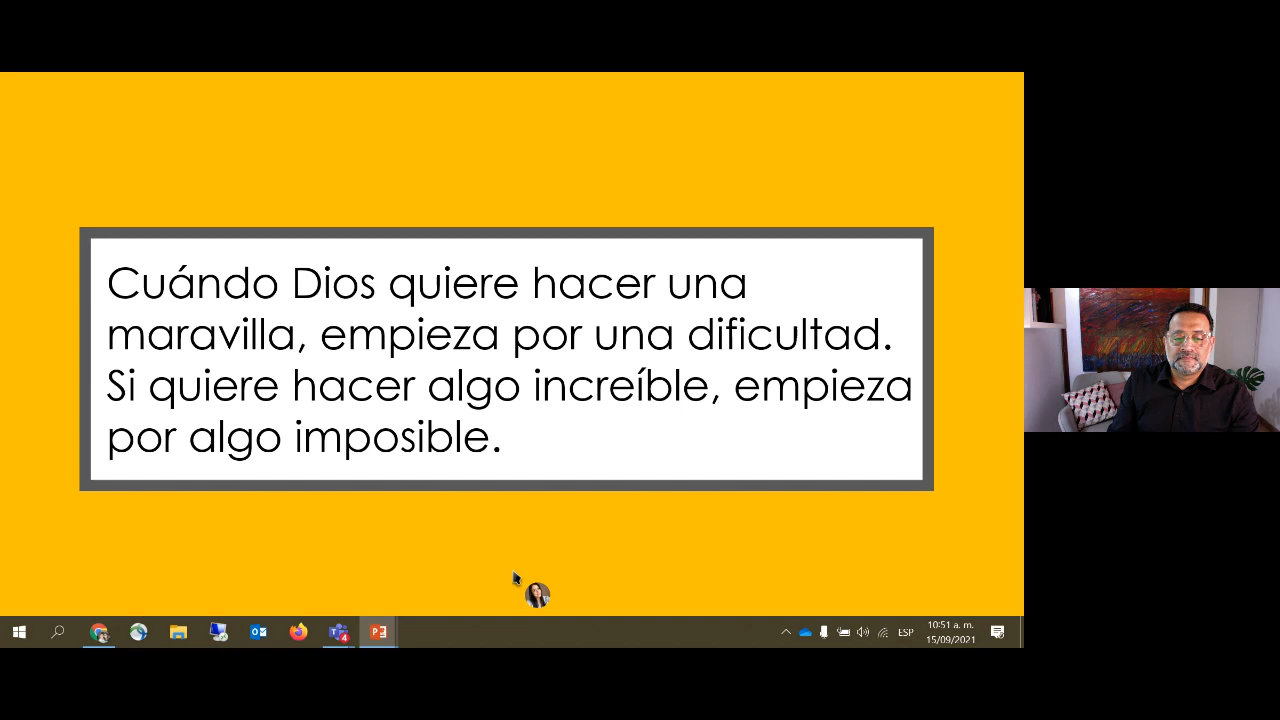 Cuándo Dios quiere hacer una
maravilla, empieza por una dificultad.
Si quiere hacer algo increíble, empieza
por algo imposible.
4
ESP
10:51 a. m.
15/09/2021